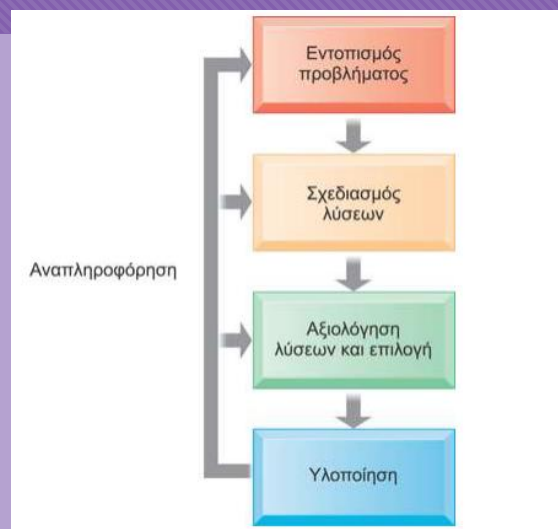 Εντοπισμός
προβλήματος
Σχεδιασμός
λύσεων
Αναπληροφόρηση
Αξιολόγηση
λύσεων και επιλογή
Υλοποίηση